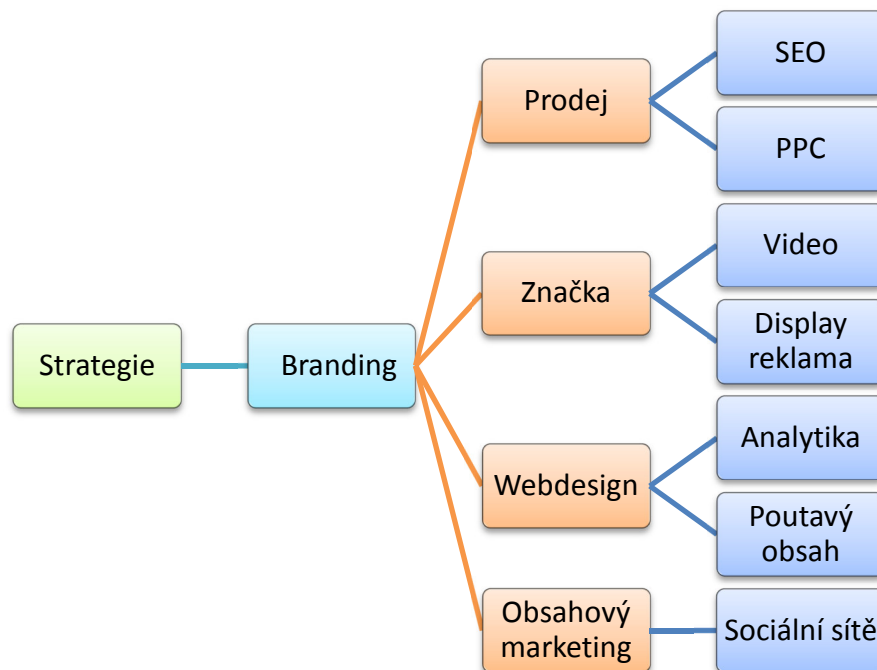 Strategie
Branding
Prodej
SEO
PPC
Značka
Video
Display
reklama
Webdesign
Analytika
Poutavý
obsah
Obsahový
marketing
Sociální sítě